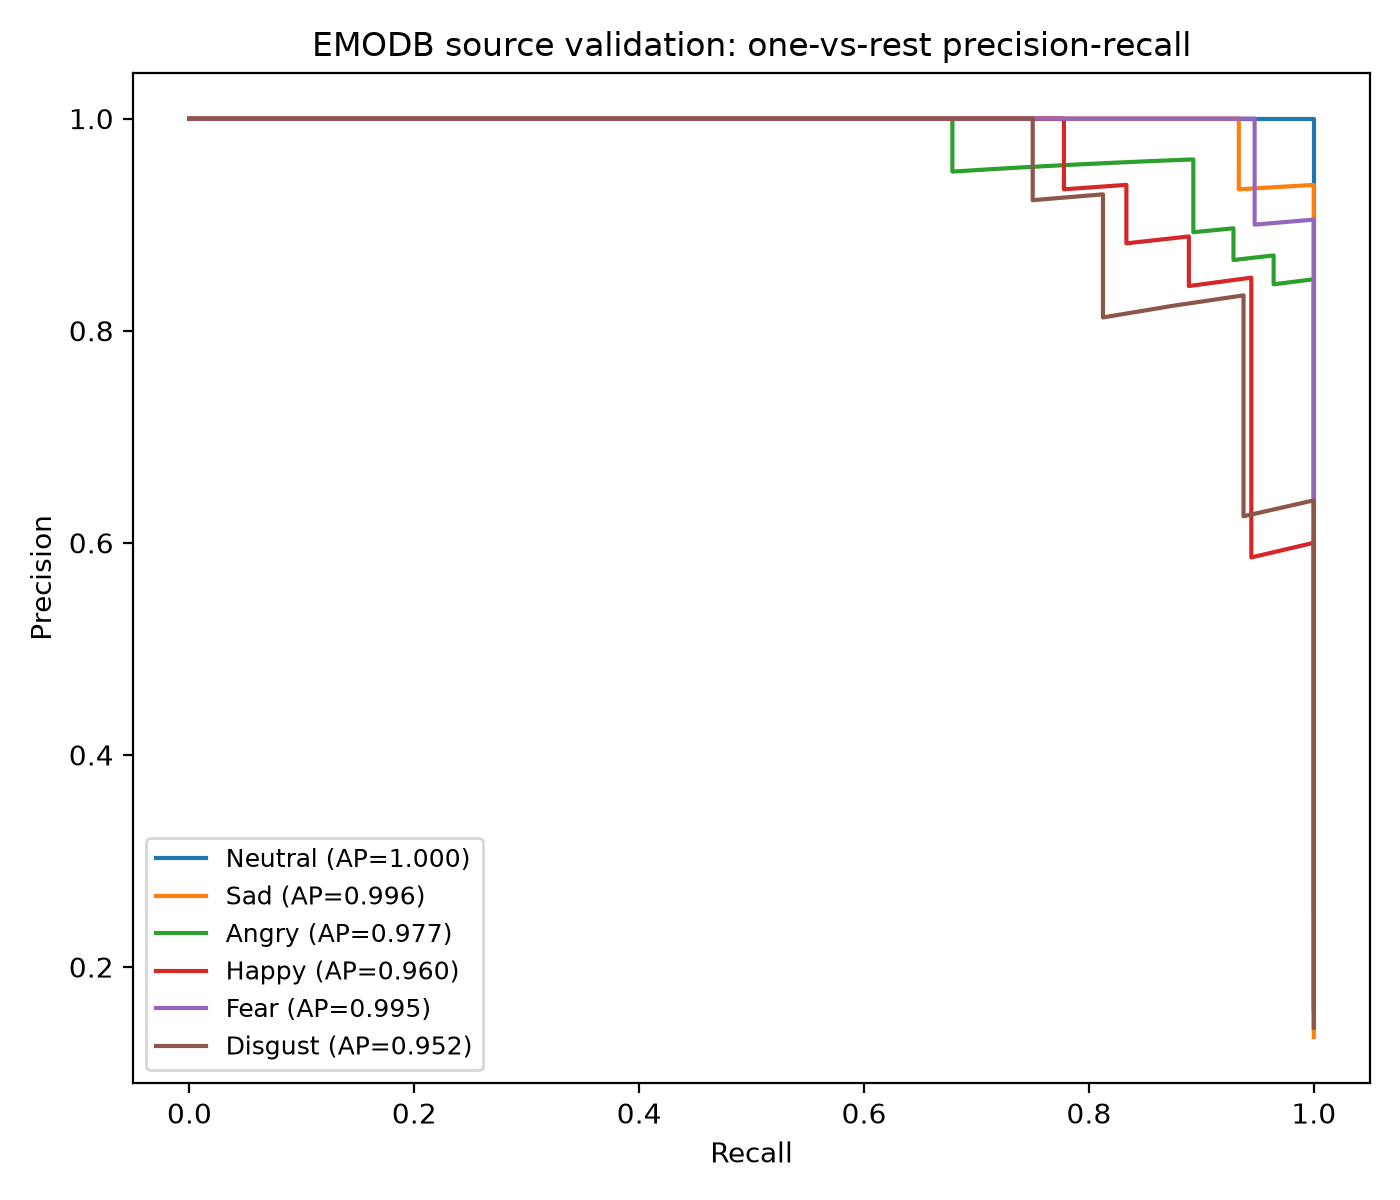 EMODB source validation: one-vs-rest precision-recall
1.0
0.8
0.6
0.4
0.2
Precision
Neutral (AP=1.000)
Sad (AP=0.996)
Angry (AP=0.977)
Happy (AP=0.960)
Fear (AP=0.995)
Disgust (AP=0.952)
0.0 0.2 0.4 0.6 0.8 1.0
Recall